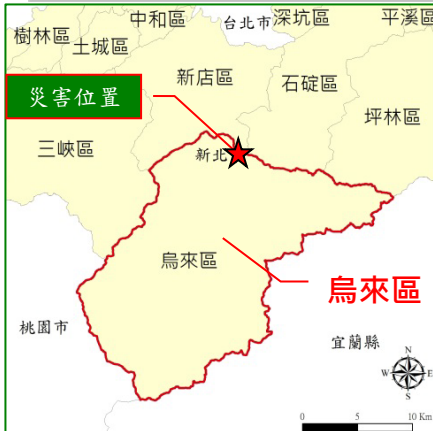 中和區
台北市
深坑區
平溪區
樹林區
土城區
新店區
石碇區
災害位置
坪林區
三峽區
新北
烏來區
烏來區
桃園市
宜蘭縣
N
W
E
S
0 5 10 Km